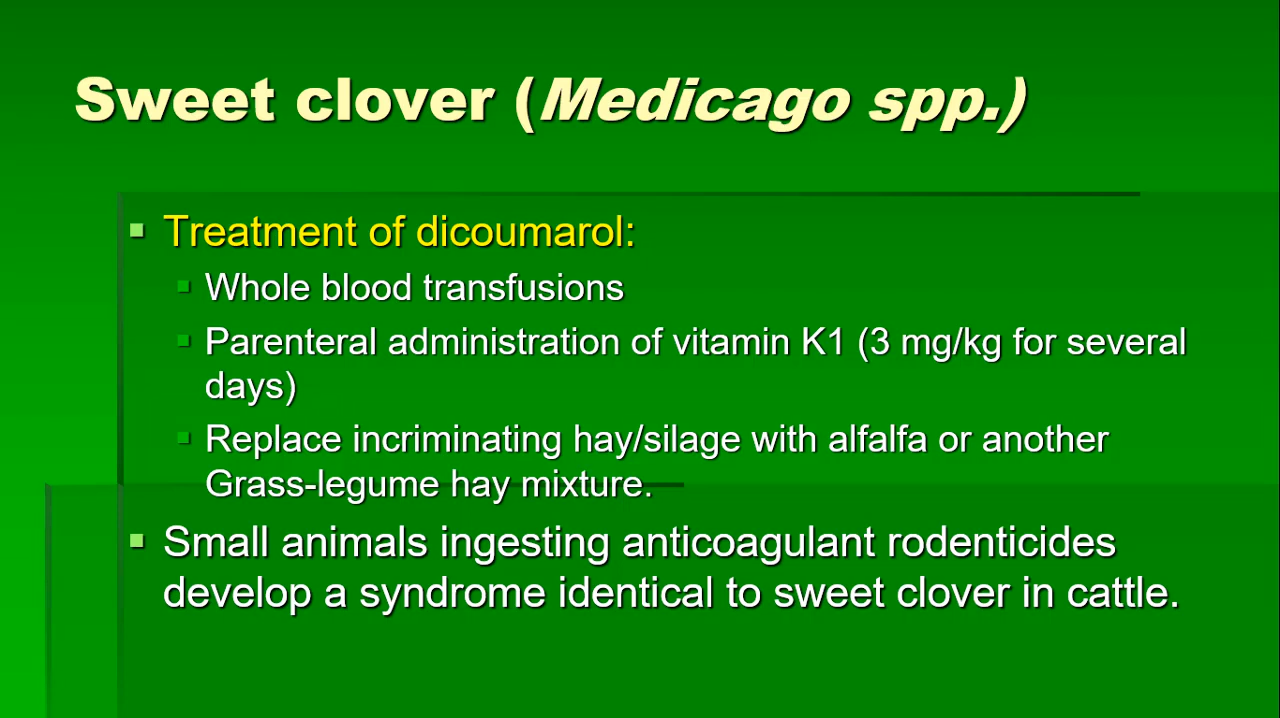 Sweet clover (Medicago spp.)
Treatment of dicoumarol:
Whole blood transfusions
Parenteral administration of vitamin K1 (3 mg/kg for several
days)
Replace incriminating hay/silage with alfalfa or another
Grass-legume hay mixture.
Small animals ingesting anticoagulant rodenticides
develop a syndrome identical to sweet clover in cattle.